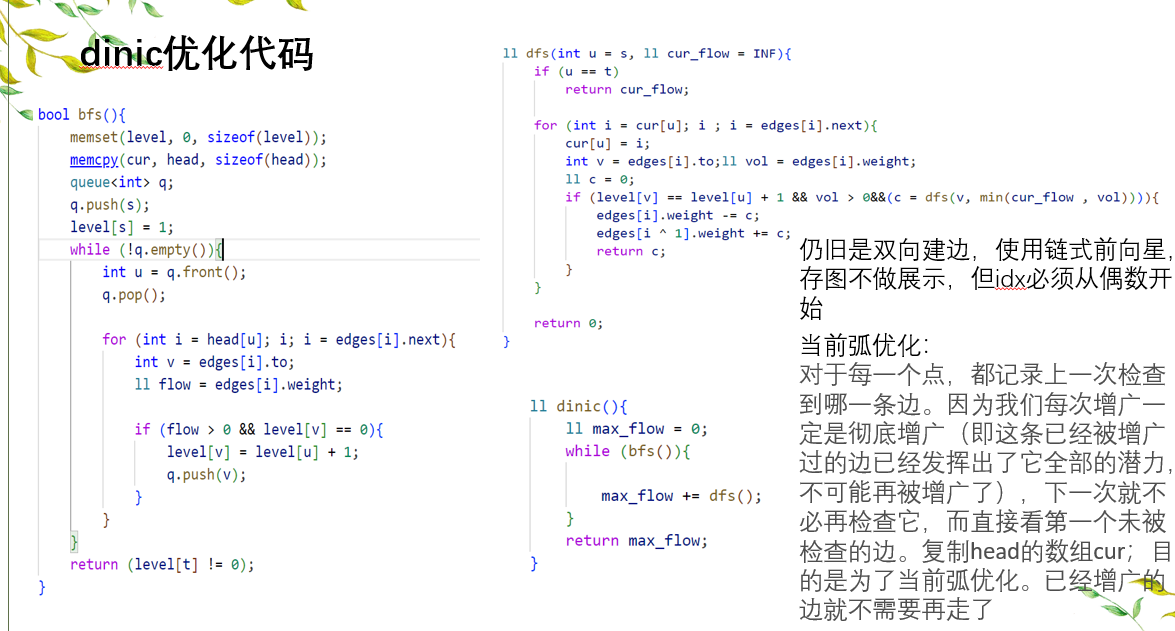 dinic优化代码
bool bfs(){
memset(level, 0, sizeof(level));
memcpy(cur, head, sizeof(head));
queue<int> q;
q.push(s);
level[s] = 1;
while (!q.empty()){
int u = q.front();
q.pop();
for (int i = head[u]; i; i = edges[i].next){
int v = edges[i].to;
ll flow = edges[i].weight;
if (flow > 0 && level[v] == 0){
level[v] = level[u] + 1;
q.push(v);
}
}
}
return (level[t] != 0);
}
ll dfs(int u = s, ll cur_flow = INF){
if (u == t)
return cur_flow;
for (int i = cur[u]; i ; i = edges[i].next){
cur[u] = i;
int v = edges[i].to;ll vol = edges[i].weight;
ll c = 0;
if (level[v] == level[u] + 1 && vol > 0&&(c = dfs(v, min(cur_flow , vol)))){
edges[i].weight -= c;
edges[i ^ 1].weight += c;
return c;
}
}
return 0;
}
ll dinic(){
ll max_flow = 0;
while (bfs()){
max_flow += dfs();
}
return max_flow;
}
仍旧是双向建边，使用链式前向星，
存图不做展示，但idx必须从偶数开
始
当前弧优化：
对于每一个点，都记录上一次检查
到哪一条边。因为我们每次增广一
定是彻底增广（即这条已经被增广
过的边已经发挥出了它全部的潜力，
不可能再被增广了），下一次就不
必再检查它，而直接看第一个未被
检查的边。复制head的数组cur；目
的是为了当前弧优化。已经增广的
边就不需要再走了